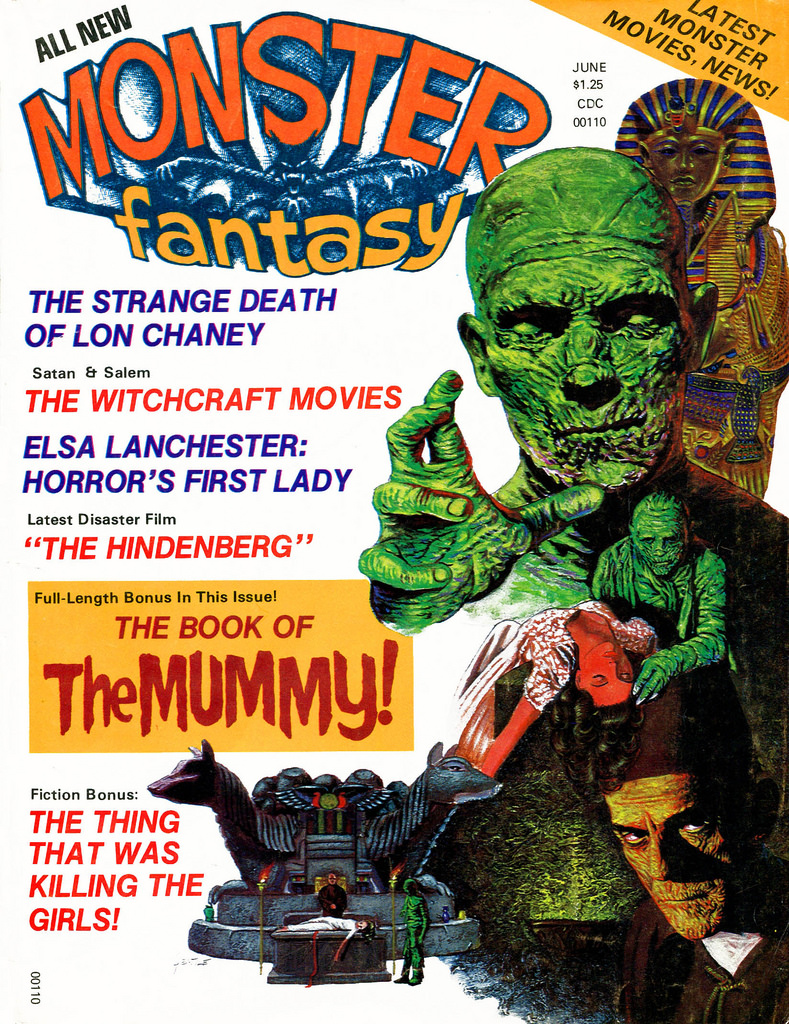 ALL NEW
MONSTER
fantasy
LATEST
MONSTER
MOVIES, NEWS!
JUNE
$1.25
CDC
00110
THE STRANGE DEATH
OF LON CHANEY
Satan & Salem
THE WITCHCRAFT MOVIES
ELSA LANCHESTER:
HORROR'S FIRST LADY
Latest Disaster Film
"THE HINDENBERG"
Full-Length Bonus In This Issue!
THE BOOK OF
The MUMMY!
Fiction Bonus:
THE THING
THAT WAS
KILLING THE
GIRLS!
00110